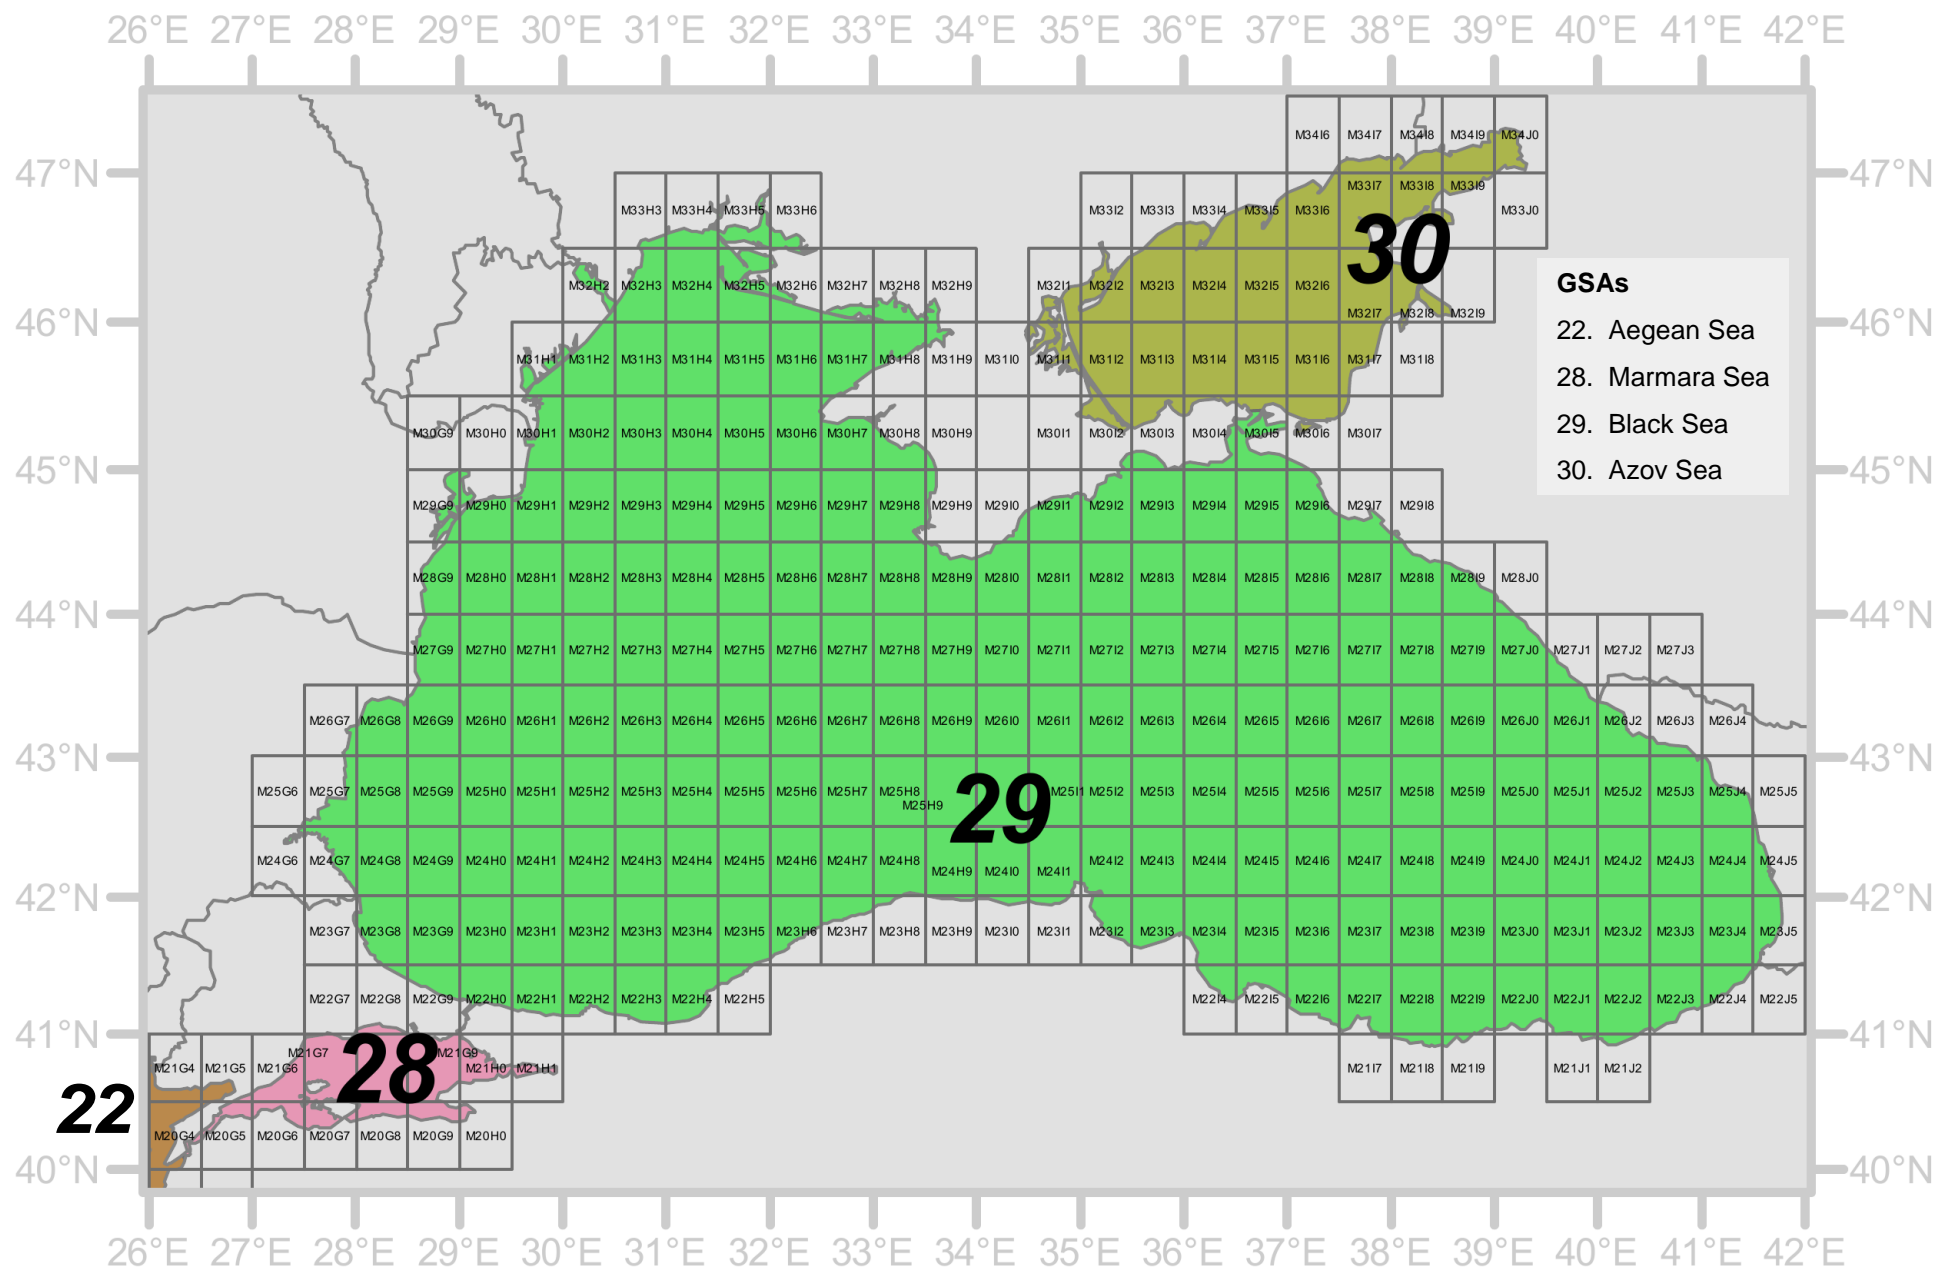 26°E 27°E 28°E 29°E 30°E 31°E 32°E 33°E 34°E 35°E 36°E 37°E 38°E 39°E 40°E 41°E 42°E
M34I6 M34I7 M34I8 M34I9 M34J0
47°N 47°N
M33I7 M33I8 M33I9
M33H3 M33H4 M33H5 M33H6 M33I2 M33I3 M33I4 M33I5 M33I6 M33J0
30
M32H2 M32H3 M32H4 M32H5 M32H6 M32H7 M32H8 M32H9 M32I1 M32I2 M32I3 M32I4 M32I5 M32I6
M32I7 M32I8 M32I9
46°N 46°N
M31H1 M31H2 M31H3 M31H4 M31H5 M31H6 M31H7 M31H8 M31H9 M31I0 M31I1 M31I2 M31I3 M31I4 M31I5 M31I6 M31I7 M31I8
GSAs
22. Aegean Sea
28. Marmara Sea
29. Black Sea
30. Azov Sea
M30G9 M30H0 M30H1 M30H2 M30H3 M30H4 M30H5 M30H6 M30H7 M30H8 M30H9 M30I1 M30I2 M30I3 M30I4 M30I5 M30I6 M30I7
45°N 45°N
M29G9 M29H0 M29H1 M29H2 M29H3 M29H4 M29H5 M29H6 M29H7 M29H8 M29H9 M29I0 M29I1 M29I2 M29I3 M29I4 M29I5 M29I6 M29I7 M29I8
M28G9 M28H0 M28H1 M28H2 M28H3 M28H4 M28H5 M28H6 M28H7 M28H8 M28H9 M28I0 M28I1 M28I2 M28I3 M28I4 M28I5 M28I6 M28I7 M28I8 M28I9 M28J0
44°N 44°N
M27G9 M27H0 M27H1 M27H2 M27H3 M27H4 M27H5 M27H6 M27H7 M27H8 M27H9 M27I0 M27I1 M27I2 M27I3 M27I4 M27I5 M27I6 M27I7 M27I8 M27I9 M27J0 M27J1 M27J2 M27J3
M26G7 M26G8 M26G9 M26H0 M26H1 M26H2 M26H3 M26H4 M26H5 M26H6 M26H7 M26H8 M26H9 M26I0 M26I1 M26I2 M26I3 M26I4 M26I5 M26I6 M26I7 M26I8 M26I9 M26J0 M26J1 M26J2 M26J3 M26J4
43°N 43°N
M25G6 M25G7 M25G8 M25G9 M25H0 M25H1 M25H2 M25H3 M25H4 M25H5 M25H6 M25H7 M25H8 M25I1 M25I2 M25I3 M25I4 M25I5 M25I6 M25I7 M25I8 M25I9 M25J0 M25J1 M25J2 M25J3 M25J4 M25J5
M25H9
29
M24G6 M24G7 M24G8 M24G9 M24H0 M24H1 M24H2 M24H3 M24H4 M24H5 M24H6 M24H7 M24H8 M24I2 M24I3 M24I4 M24I5 M24I6 M24I7 M24I8 M24I9 M24J0 M24J1 M24J2 M24J3 M24J4 M24J5
M24H9 M24I0 M24I1
42°N 42°N
M23G7 M23G8 M23G9 M23H0 M23H1 M23H2 M23H3 M23H4 M23H5 M23H6 M23H7 M23H8 M23H9 M23I0 M23I1 M23I2 M23I3 M23I4 M23I5 M23I6 M23I7 M23I8 M23I9 M23J0 M23J1 M23J2 M23J3 M23J4 M23J5
M22G7 M22G8 M22G9 M22H0 M22H1 M22H2 M22H3 M22H4 M22H5 M22I4 M22I5 M22I6 M22I7 M22I8 M22I9 M22J0 M22J1 M22J2 M22J3 M22J4 M22J5
41°N 41°N
M21G7 M21G9
28
M21G4 M21G5 M21G6 M21H0 M21H1 M21I7 M21I8 M21I9 M21J1 M21J2
22
M20G4 M20G5 M20G6 M20G7 M20G8 M20G9 M20H0
40°N 40°N
26°E 27°E 28°E 29°E 30°E 31°E 32°E 33°E 34°E 35°E 36°E 37°E 38°E 39°E 40°E 41°E 42°E